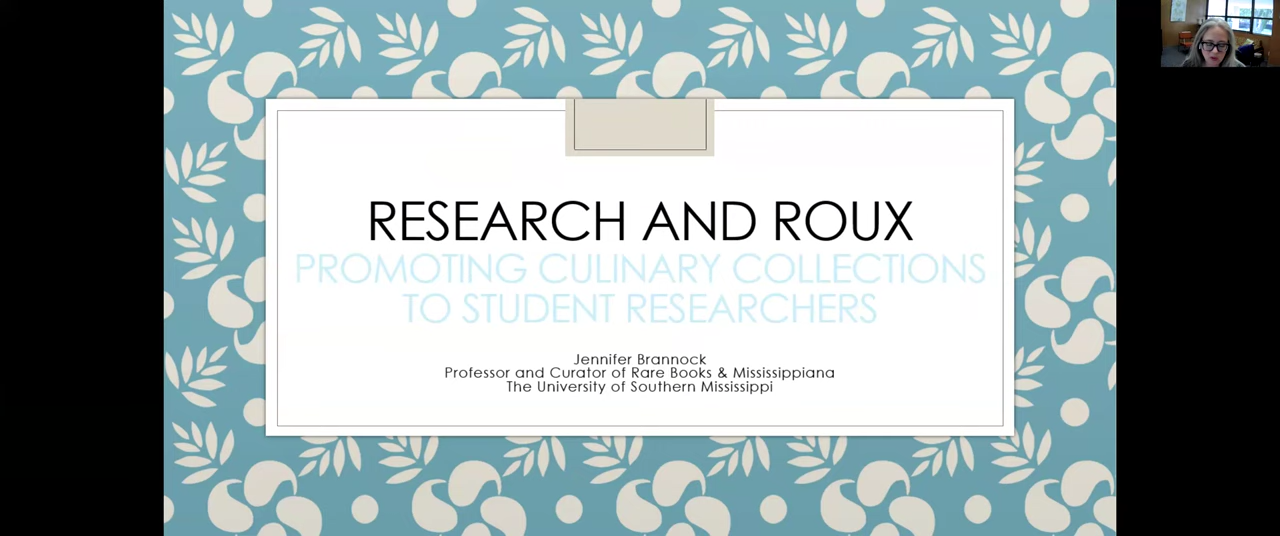 RESEARCH AND ROUX
PROMOTING CULINARY COLLECTIONS
TO STUDENT RESEARCHERS
Jennifer Brannock
Professor and Curator of Rare Books & Mississippiana
The University of Southern Mississippi